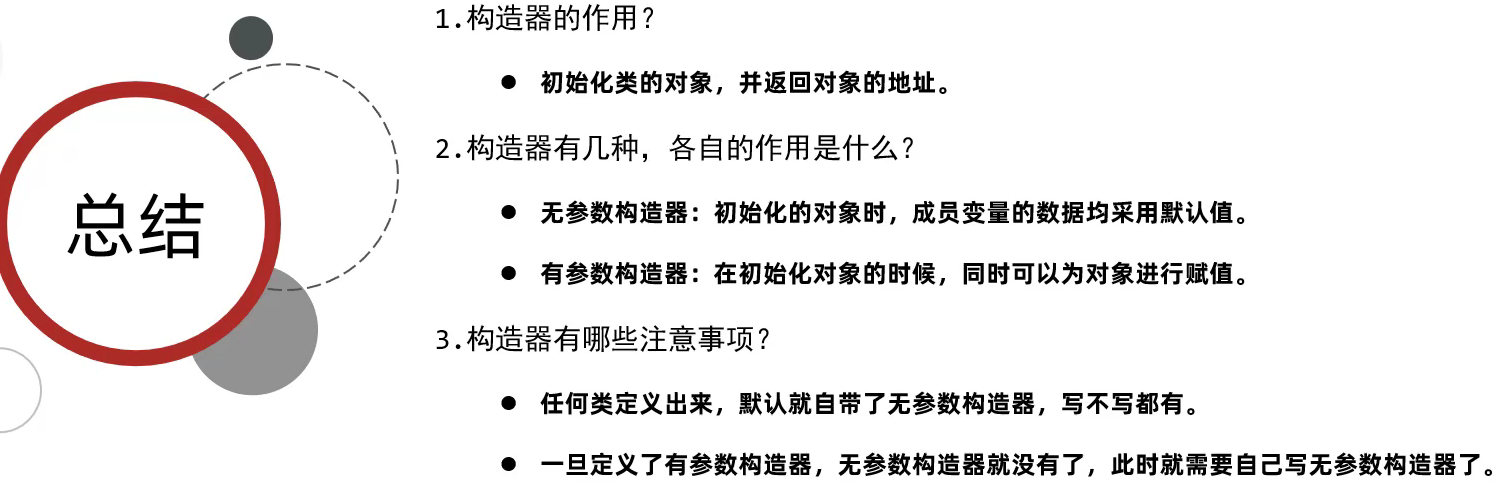 总结
1.构造器的作用？
● 初始化类的对象，并返回对象的地址。
2.构造器有几种，各自的作用是什么？
● 无参数构造器：初始化的对象时，成员变量的数据均采用默认值。
● 有参数构造器：在初始化对象的时候，同时可以为对象进行赋值。
3.构造器有哪些注意事项？
● 任何类定义出来，默认就自带了无参数构造器，写不写都有。
● 一旦定义了有参数构造器，无参数构造器就没有了，此时就需要自己写无参数构造器了。